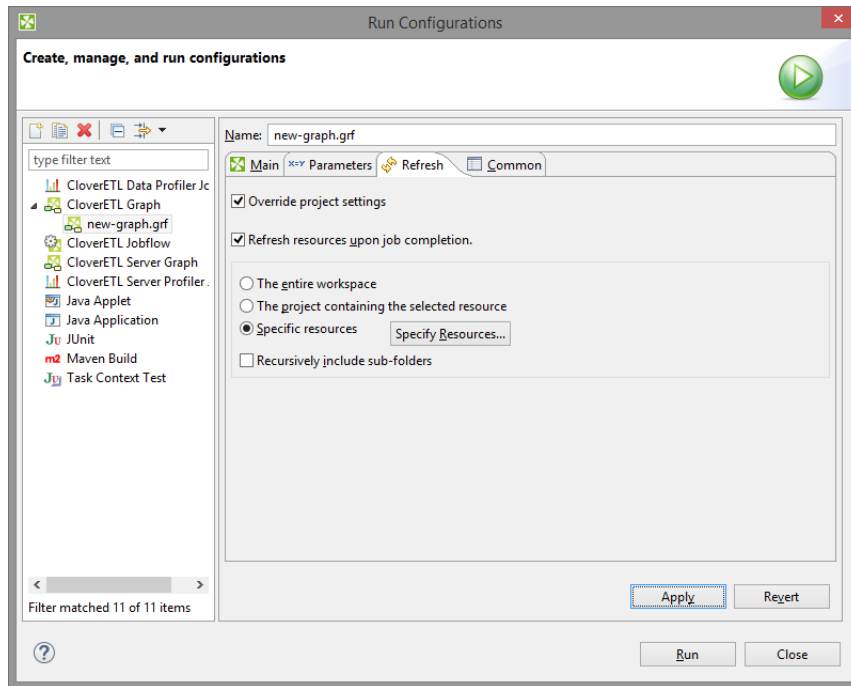 Run Configurations
Create, manage, and run configurations
Name: new-graph.grf
type filter text
Main
x=y Parameters
Refresh
Common
CloverETL Data Profiler Jc
CloverETL Graph
new-graph.grf
CloverETL Jobflow
CloverETL Server Graph
CloverETL Server Profiler .
Java Applet
Java Application
Ju JUnit
m2 Maven Build
Juj Task Context Test
Override project settings
Refresh resources upon job completion.
The entire workspace
The project containing the selected resource
Specific resources
Specify Resources...
Recursively include sub-folders
Filter matched 11 of 11 items
Apply
Revert
?
Run
Close